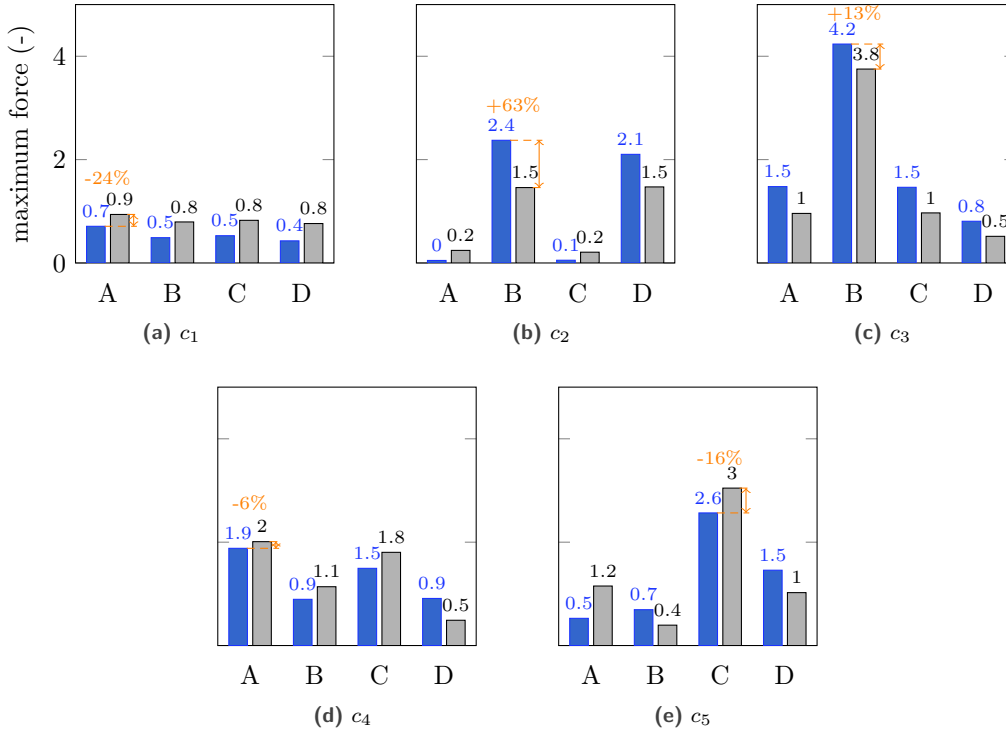 maximum force (-)
4
2
0
-24%
0.7 0.9 0.5 0.8 0.5 0.8 0.4 0.8
A B C D
(a) c1
+63%
0 0.2 2.4 1.5 0.1 0.2 2.1 1.5
A B C D
(b) c2
+13%
1.5 1 4.2 3.8 1.5 1 0.8 0.5
A B C D
(c) c3
-6%
1.9 2 0.9 1.1 1.5 1.8 0.9 0.5
A B C D
(d) c4
-16%
0.5 1.2 0.7 0.4 2.6 3 1.5 1
A B C D
(e) c5